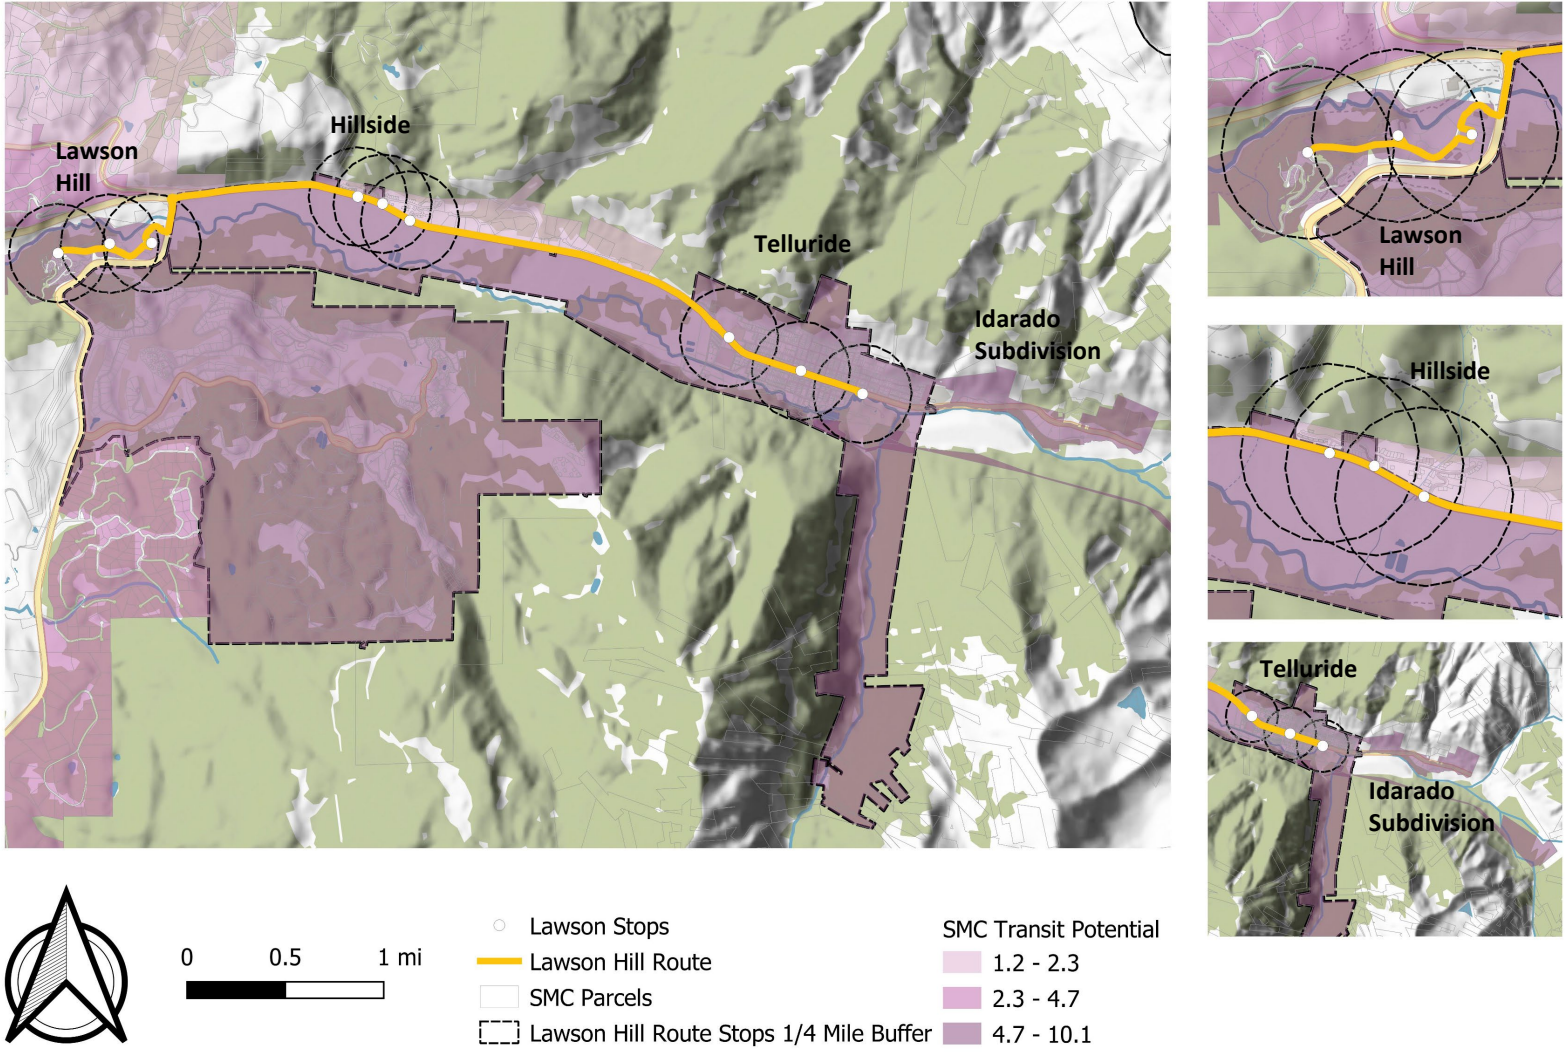 Hillside
Lawson
Hill
Telluride
Idarado
Subdivision
Lawson
Hill
Hillside
Telluride
Idarado
Subdivision
0 0.5 1 mi
Lawson Stops
Lawson Hill Route
SMC Parcels
Lawson Hill Route Stops 1/4 Mile Buffer
SMC Transit Potential
1.2 - 2.3
2.3 - 4.7
4.7 - 10.1